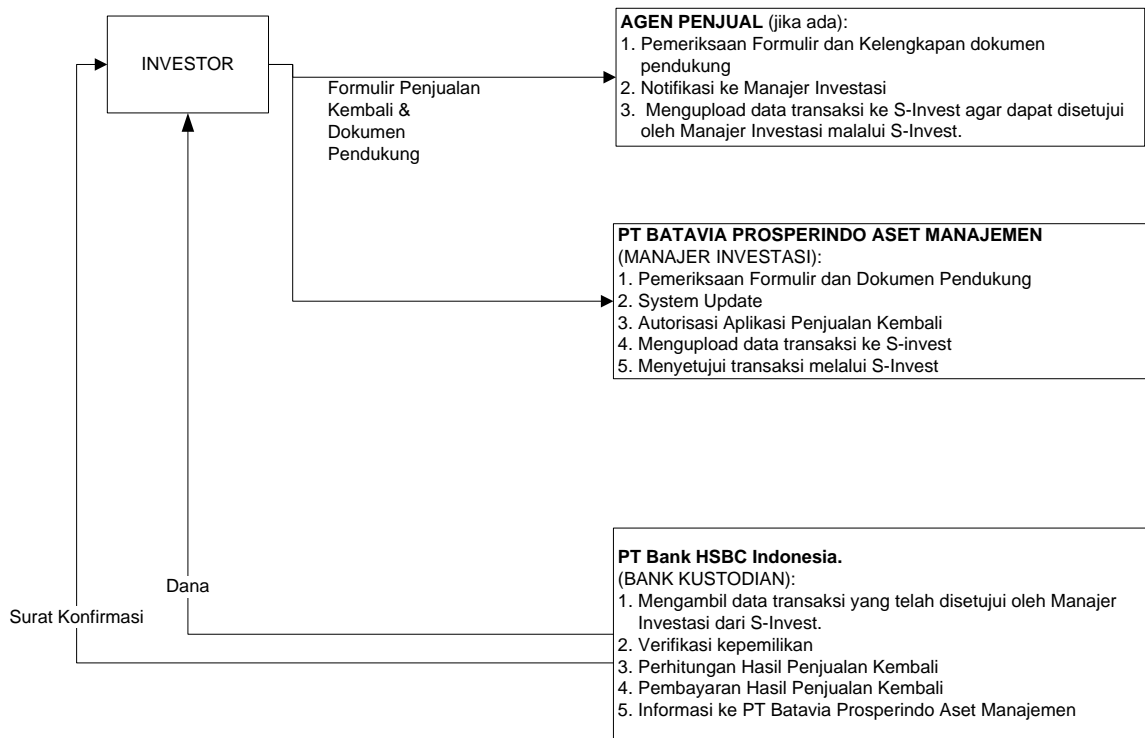 INVESTOR
Formulir Penjualan
Kembali &
Dokumen
Pendukung
AGEN PENJUAL (jika ada):
1. Pemeriksaan Formulir dan Kelengkapan dokumen
pendukung
2. Notifikasi ke Manajer Investasi
3. Mengupload data transaksi ke S-Invest agar dapat disetujui
oleh Manajer Investasi malalui S-Invest.
PT BATAVIA PROSPERINDO ASET MANAJEMEN
(MANAJER INVESTASI):
1. Pemeriksaan Formulir dan Dokumen Pendukung
2. System Update
3. Autorisasi Aplikasi Penjualan Kembali
4. Mengupload data transaksi ke S-invest
5. Menyetujui transaksi melalui S-Invest
Dana
Surat Konfirmasi
PT Bank HSBC Indonesia.
(BANK KUSTODIAN):
1. Mengambil data transaksi yang telah disetujui oleh Manajer
Investasi dari S-Invest.
2. Verifikasi kepemilikan
3. Perhitungan Hasil Penjualan Kembali
4. Pembayaran Hasil Penjualan Kembali
5. Informasi ke PT Batavia Prosperindo Aset Manajemen